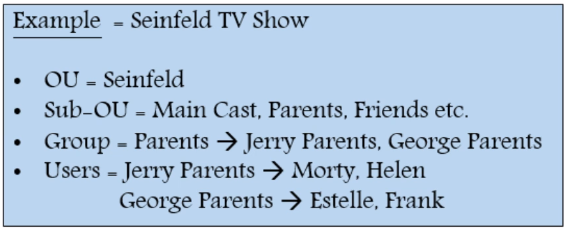 Example = Seinfeld TV Show
• OU = Seinfeld
• Sub-OU = Main Cast, Parents, Friends etc.
• Group = Parents → Jerry Parents, George Parents
• Users = Jerry Parents → Morty, Helen
George Parents → Estelle, Frank